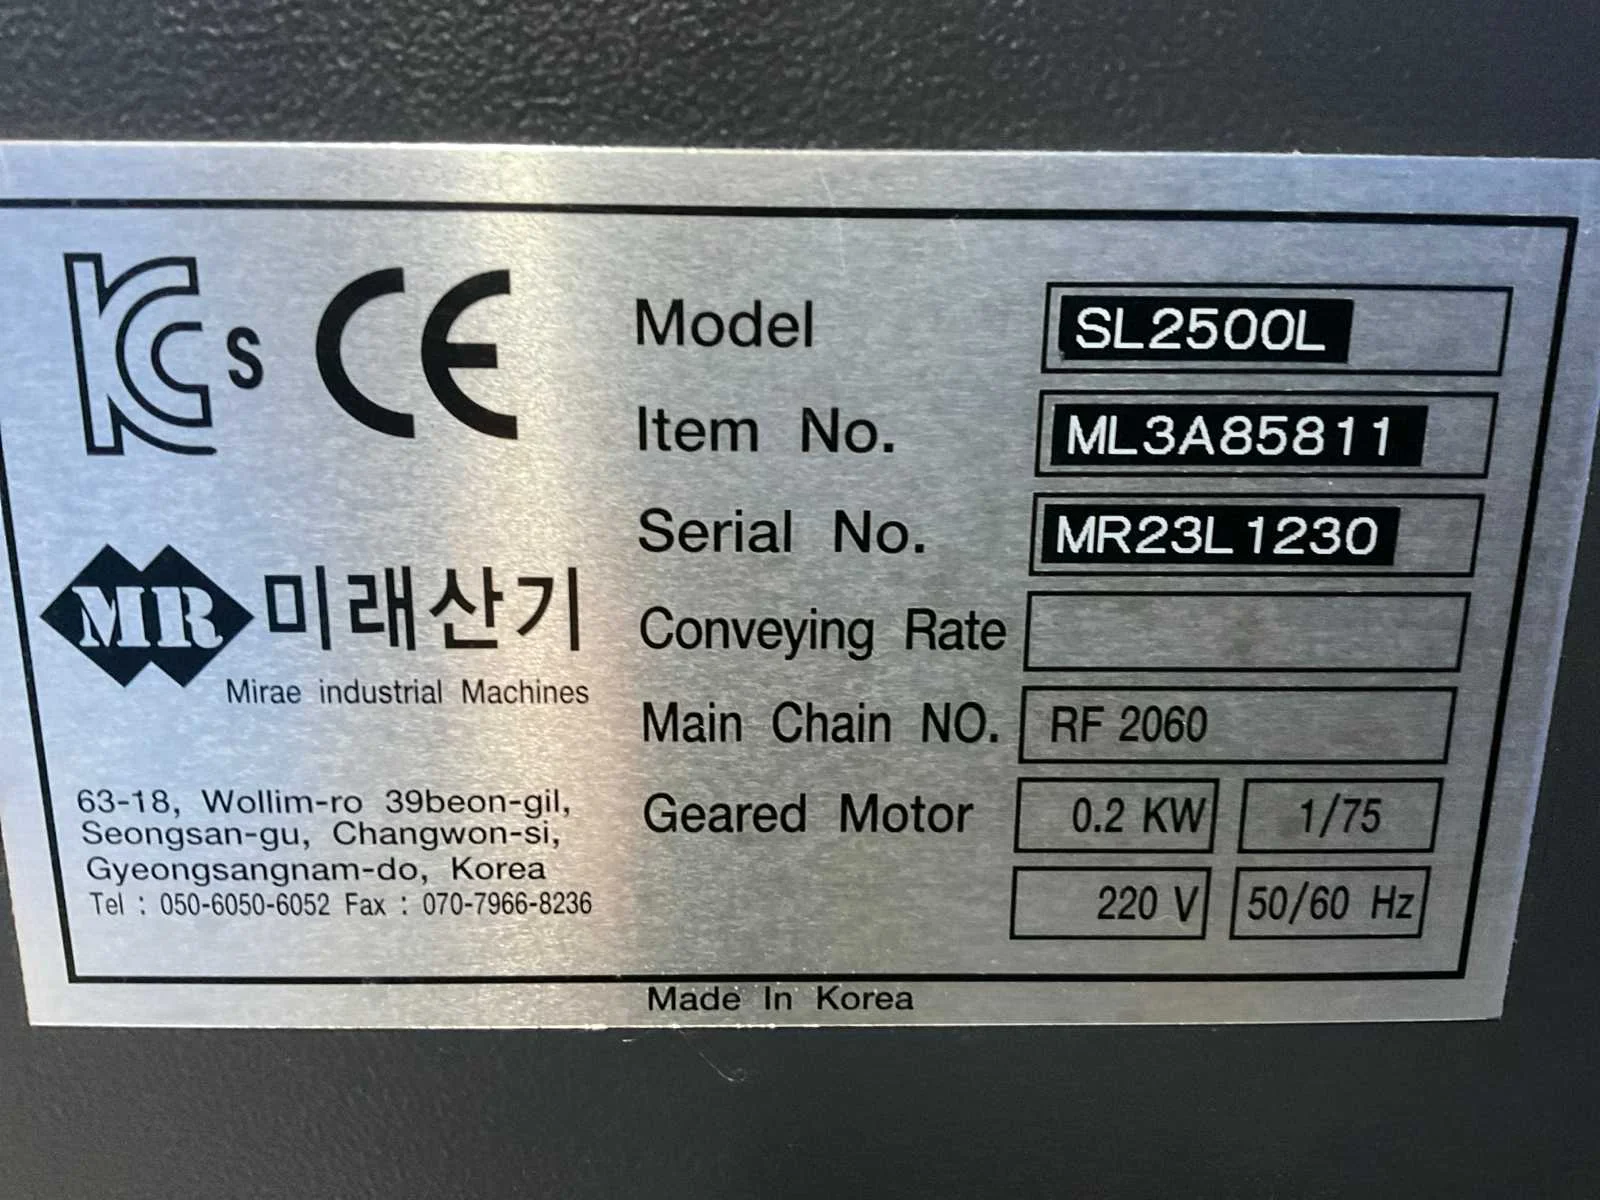 KCs CE
Model SL2500L
Item No. ML3A85811
Serial No. MR23L1230
MR 미래산기
Mirae industrial Machines
Conveying Rate
Main Chain NO. RF 2060
Geared Motor 0.2 KW 1/75
220 V 50/60 Hz
63-18, Wollim-ro 39beon-gil,
Seongsan-gu, Changwon-si,
Gyeongsangnam-do, Korea
Tel : 050-6050-6052 Fax : 070-7966-8236
Made In Korea